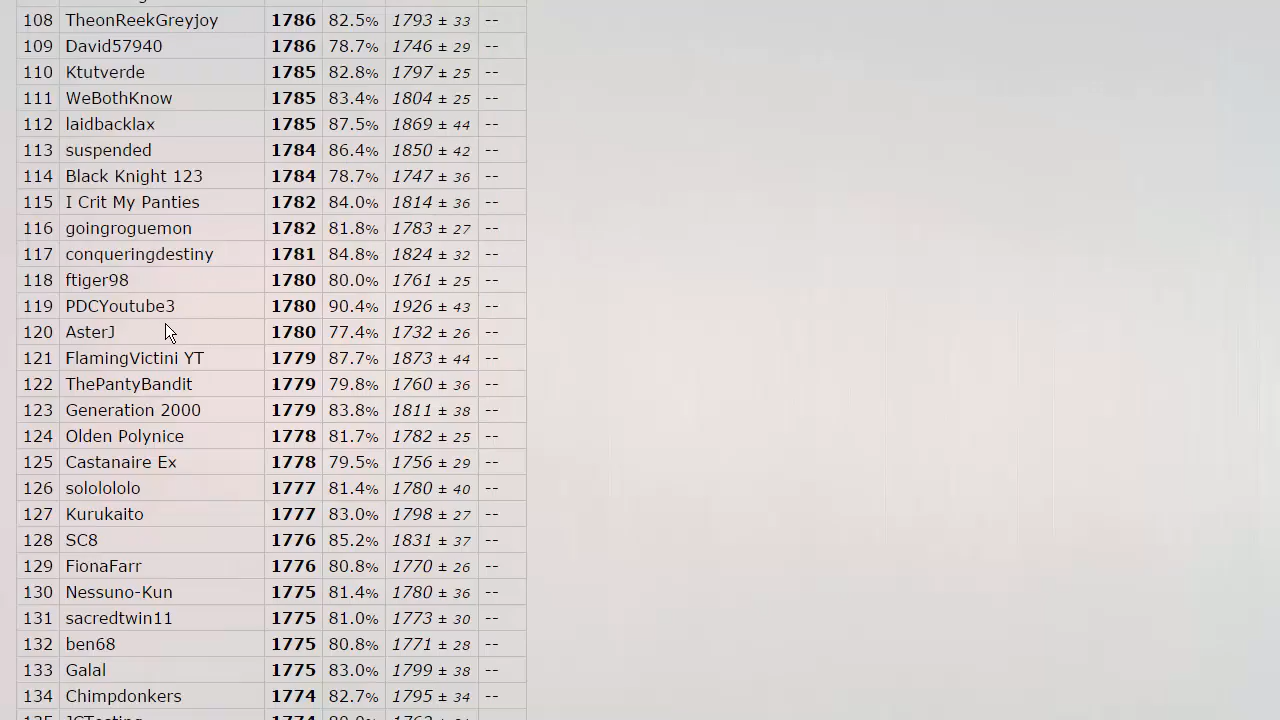 108 TheonReekGreyjoy 1786 82.5% 1793 ± 33 --
109 David57940 1786 78.7% 1746 ± 29 --
110 Ktutverde 1785 82.8% 1797 ± 25 --
111 WeBothKnow 1785 83.4% 1804 ± 25 --
112 laidbacklax 1785 87.5% 1869 ± 44 --
113 suspended 1784 86.4% 1850 ± 42 --
114 Black Knight 123 1784 78.7% 1747 ± 36 --
115 I Crit My Panties 1782 84.0% 1814 ± 36 --
116 goingroguemon 1782 81.8% 1783 ± 27 --
117 conqueringdestiny 1781 84.8% 1824 ± 32 --
118 ftiger98 1780 80.0% 1761 ± 25 --
119 PDCYoutube3 1780 90.4% 1926 ± 43 --
120 AsterJ 1780 77.4% 1732 ± 26 --
121 FlamingVictini YT 1779 87.7% 1873 ± 44 --
122 ThePantyBandit 1779 79.8% 1760 ± 36 --
123 Generation 2000 1779 83.8% 1811 ± 38 --
124 Olden Polynice 1778 81.7% 1782 ± 25 --
125 Castanaire Ex 1778 79.5% 1756 ± 29 --
126 solololololo 1777 81.4% 1780 ± 40 --
127 Kurukaito 1777 83.0% 1798 ± 27 --
128 SC8 1776 85.2% 1831 ± 37 --
129 FionaFarr 1776 80.8% 1770 ± 26 --
130 Nessuno-Kun 1775 81.4% 1780 ± 36 --
131 sacredtwin11 1775 81.0% 1773 ± 30 --
132 ben68 1775 80.8% 1771 ± 28 --
133 Galal 1775 83.0% 1799 ± 38 --
134 Chimpdonkers 1774 82.7% 1795 ± 34 --